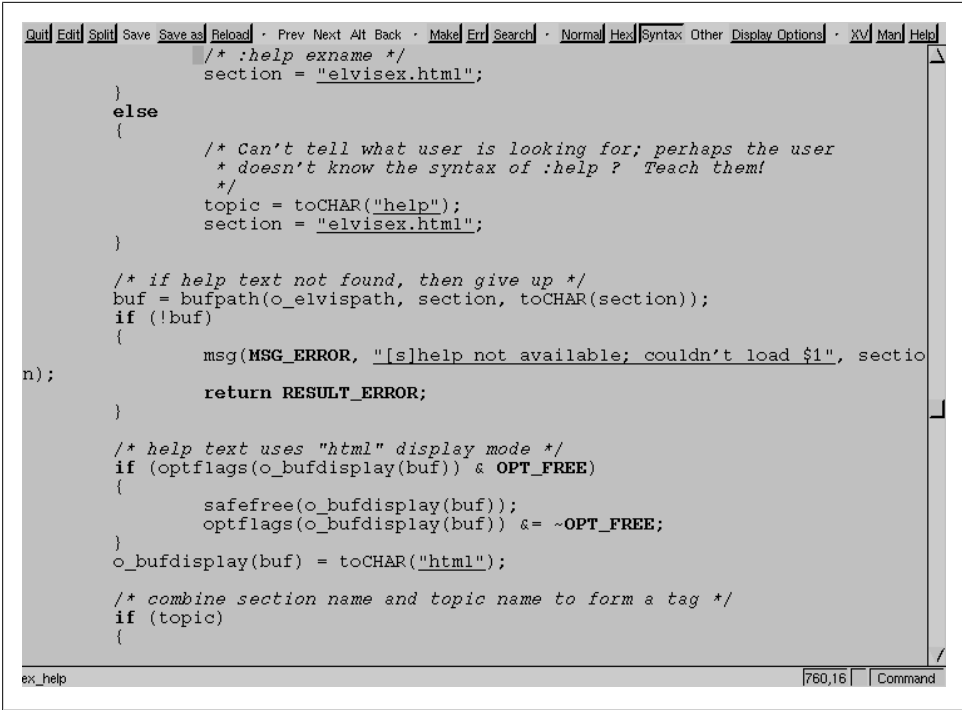 Quit Edit Split Save Save as Reload · Prev Next Alt Back · Make Err Search · Normal Hex Syntax Other Display Options · XV Man Help
/* :help exname */
section = "elvisex.html";
}
else
{
/* Can't tell what user is looking for; perhaps the user
* doesn't know the syntax of :help ? Teach them!
*/
topic = toCHAR("help");
section = "elvisex.html";
}
/* if help text not found, then give up */
buf = bufpath(o_elvispath, section, toCHAR(section));
if (!buf)
{
msg(MSG_ERROR, "[s]help not available; couldn't load $1", sectio
n);
return RESULT_ERROR;
}
/* help text uses "html" display mode */
if (optflags(o_bufdisplay(buf)) & OPT_FREE)
{
safefree(o_bufdisplay(buf));
optflags(o_bufdisplay(buf)) &= ~OPT_FREE;
}
o_bufdisplay(buf) = toCHAR("html");
/* combine section name and topic name to form a tag */
if (topic)
{
ex_help 760,16 Command